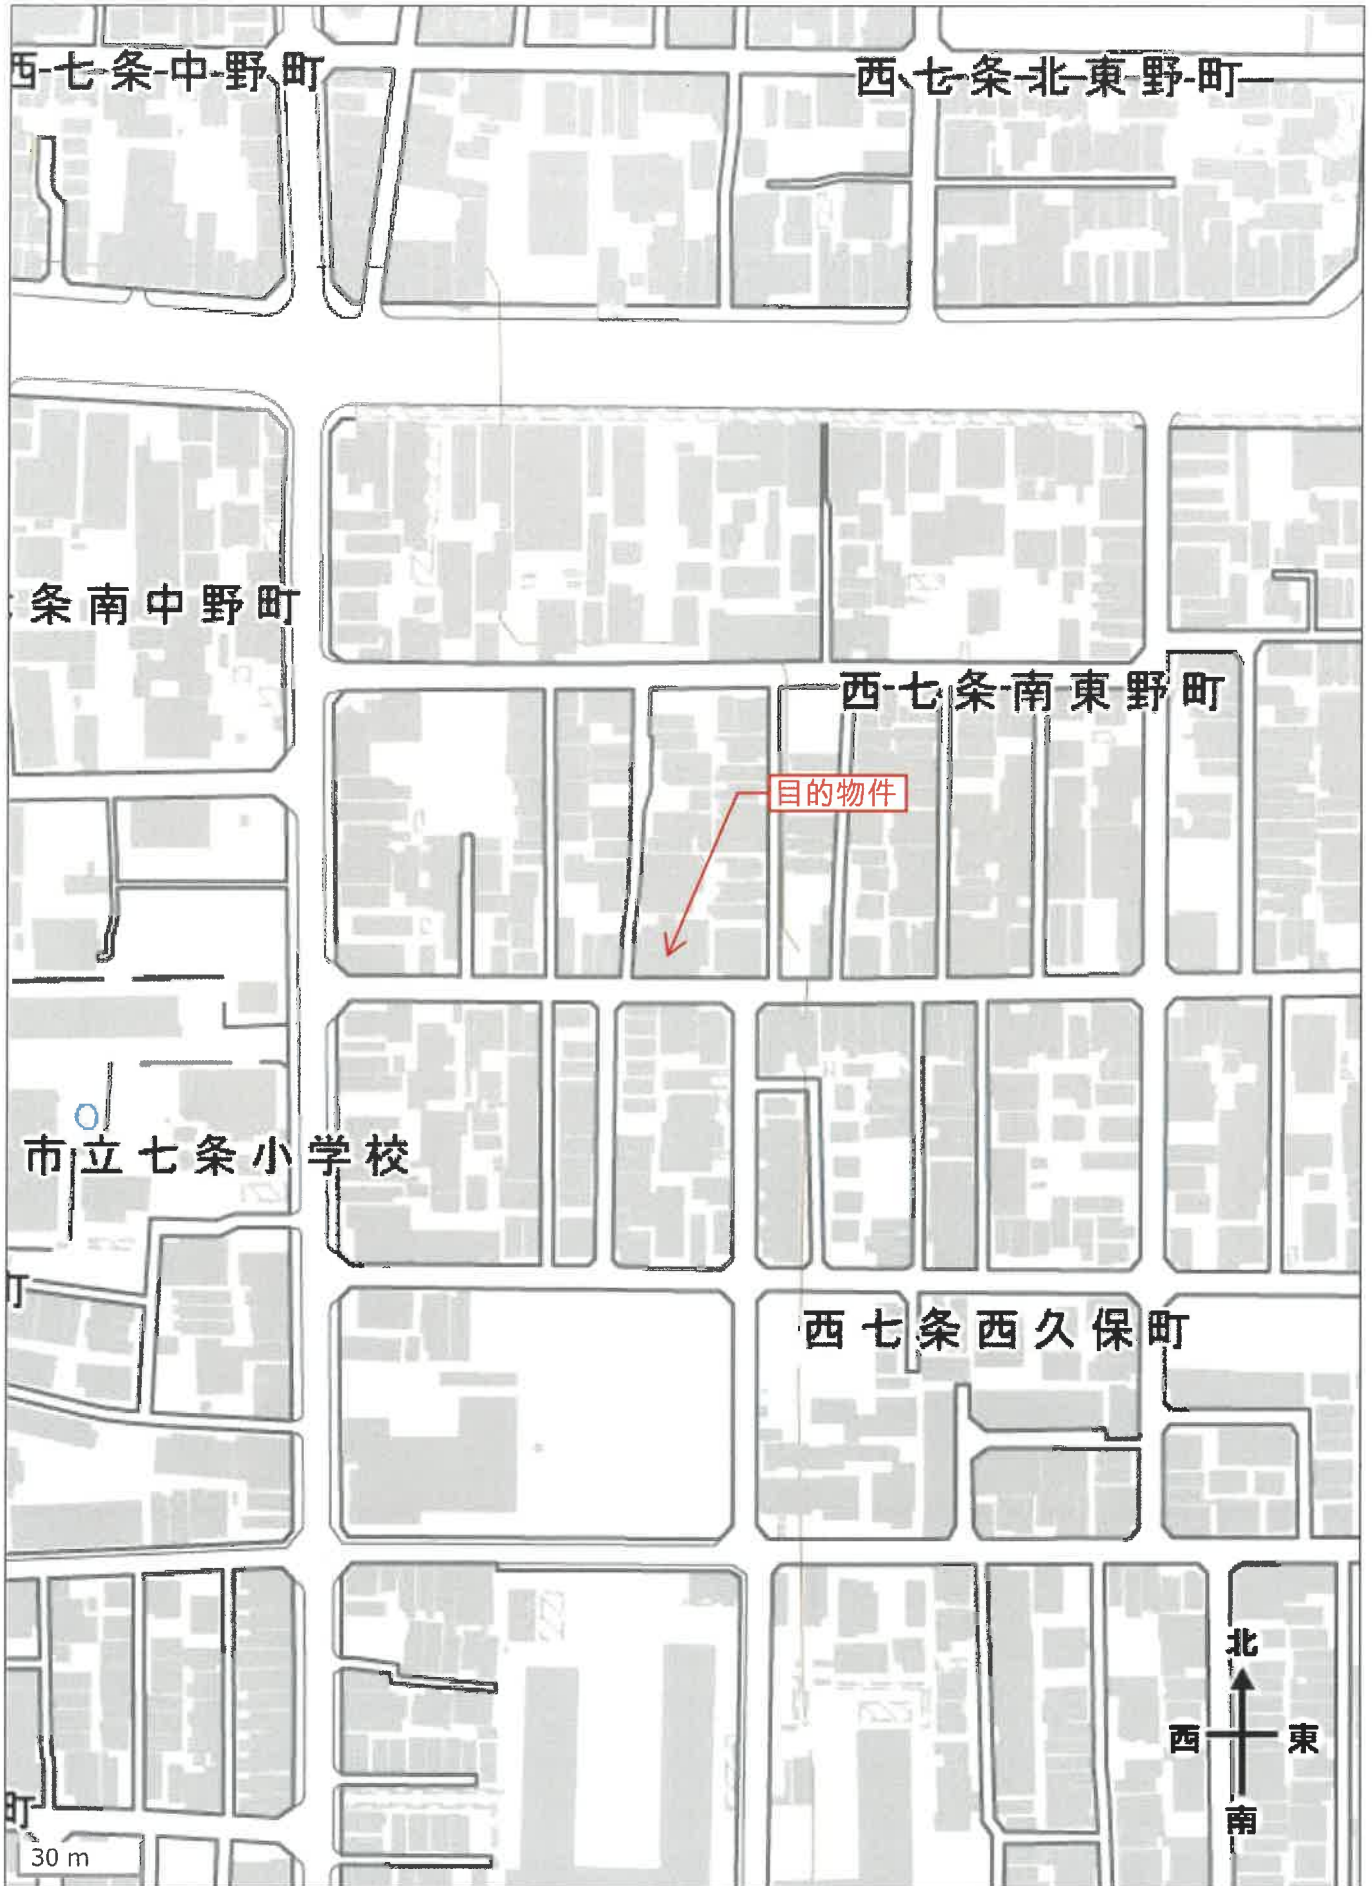 西七条中野町
西七条北東野町
条南中野町
西七条南東野町
目的物件
市立七条小学校
町
西七条西久保町
北
西 東
南
町
30 m